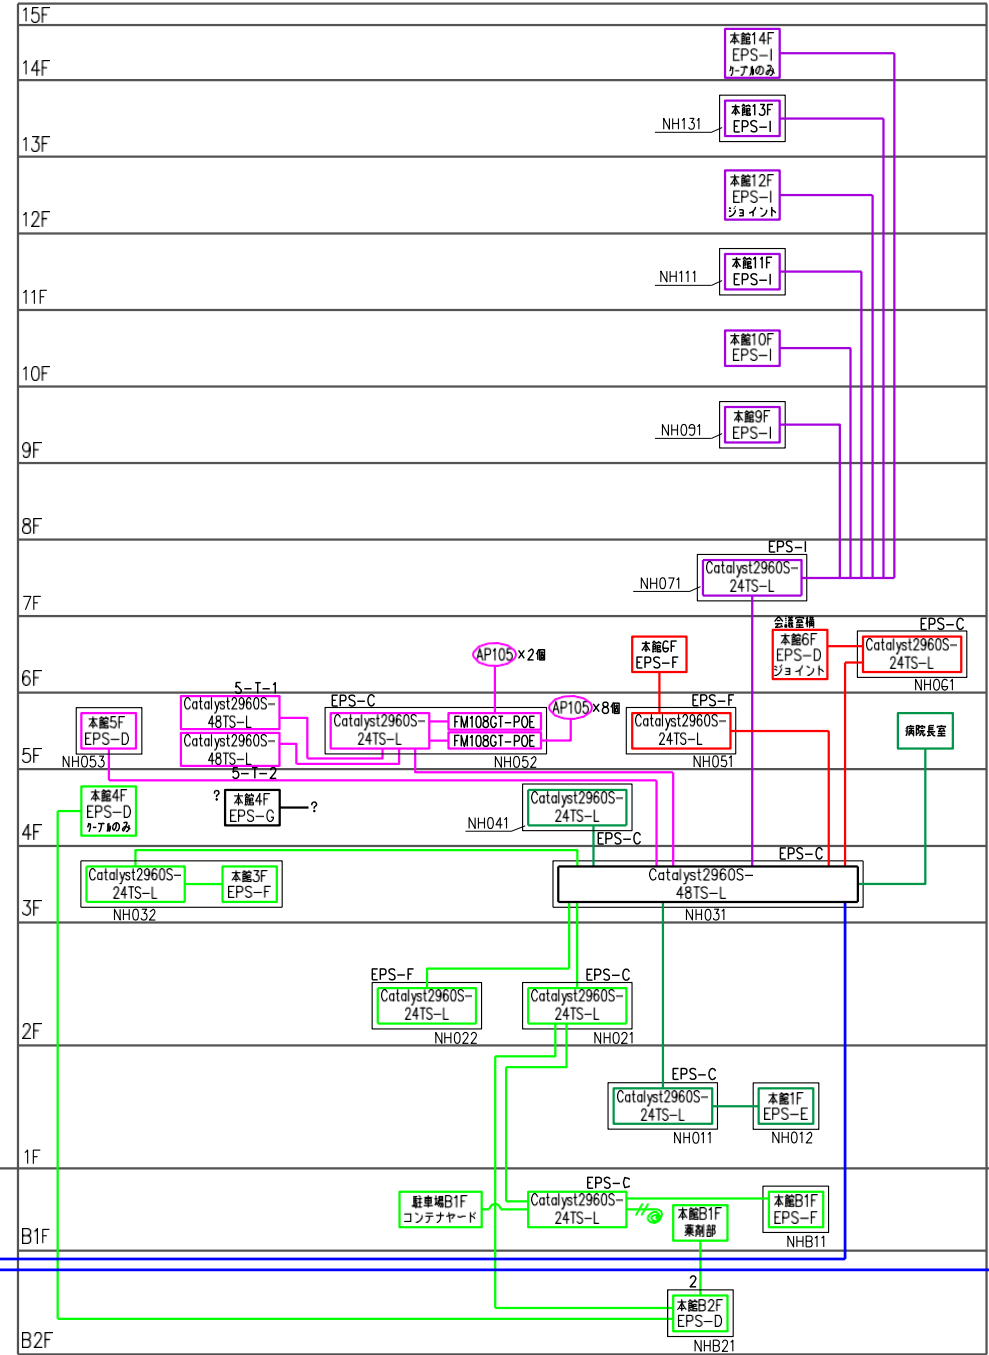 15F
本館14F
EPS-I
ケーブルのみ
14F
本館13F
EPS-I
NH131
13F
本館12F
EPS-I
ジョイント
12F
本館11F
EPS-I
NH111
11F
本館10F
EPS-I
10F
本館9F
EPS-I
NH091
9F
8F
EPS-I
Catalyst2960S-
24TS-L
NH071
7F
AP105
×2個
本館6F
EPS-F
会議室横
本館6F
EPS-D
ジョイント
EPS-C
Catalyst2960S-
24TS-L
NH061
6F
5-T-1
Catalyst2960S-
48TS-L
Catalyst2960S-
48TS-L
5-T-2
本館5F
EPS-D
NH053
EPS-C
Catalyst2960S-
24TS-L
FM108GT-POE
FM108GT-POE
NH052
AP105
×8個
EPS-F
Catalyst2960S-
24TS-L
NH051
病院長室
5F
本館4F
EPS-D
ケーブルのみ
?
本館4F
EPS-G
?
Catalyst2960S-
24TS-L
NH041
EPS-C
4F
Catalyst2960S-
24TS-L
本館3F
EPS-F
NH032
EPS-C
Catalyst2960S-
48TS-L
NH031
3F
EPS-F
Catalyst2960S-
24TS-L
NH022
EPS-C
Catalyst2960S-
24TS-L
NH021
2F
EPS-C
Catalyst2960S-
24TS-L
NH011
本館1F
EPS-E
NH012
1F
駐車場B1F
コンテナヤード
EPS-C
Catalyst2960S-
24TS-L
本館B1F
薬剤部
本館B1F
EPS-F
NHB11
B1F
2
本館B2F
EPS-D
NHB21
B2F